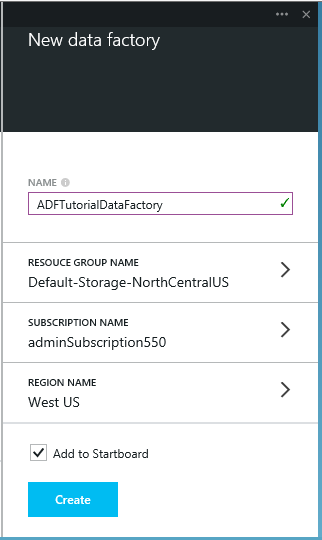 New data factory
NAME
ADFTutorialDataFactory
RESOUCE GROUP NAME
Default-Storage-NorthCentralUS
SUBSCRIPTION NAME
adminSubscription550
REGION NAME
West US
Add to Startboard
Create